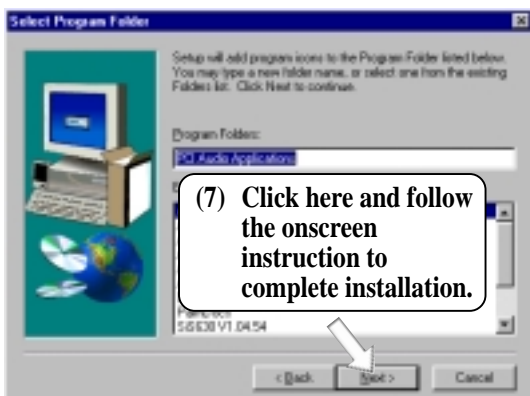 Select Program Folder
Setup will add program icons to the Program Folder listed below.
You may type a new folder name, or select one from the existing
Folders list. Click Next to continue.
Program Folders:
PCI Audio Applications
(7) Click here and follow
the onscreen
instruction to
complete installation.
SiS630 V1.04.54
< Back
Next >
Cancel